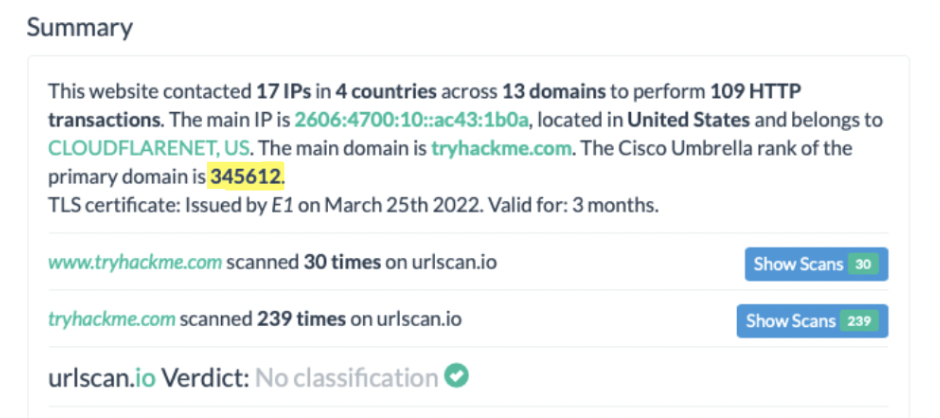 Summary
This website contacted 17 IPs in 4 countries across 13 domains to perform 109 HTTP
transactions. The main IP is 2606:4700:10::ac43:1b0a, located in United States and belongs to
CLOUDFLARENET, US. The main domain is tryhackme.com. The Cisco Umbrella rank of the
primary domain is 345612.
TLS certificate: Issued by E1 on March 25th 2022. Valid for: 3 months.
www.tryhackme.com scanned 30 times on urlscan.io Show Scans 30
tryhackme.com scanned 239 times on urlscan.io Show Scans 239
urlscan.io Verdict: No classification